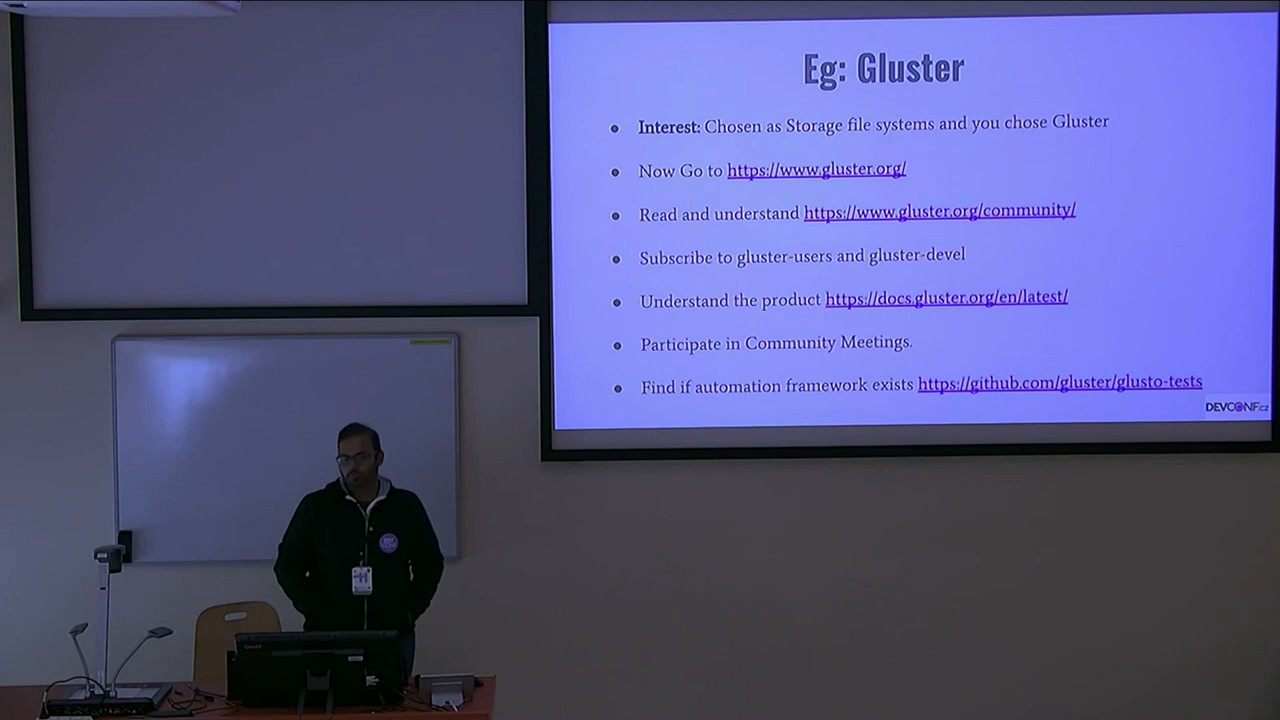 Eg: Gluster
Interest: Chosen as Storage file systems and you chose Gluster
Now Go to https://www.gluster.org/
Read and understand https://www.gluster.org/community/
Subscribe to gluster-users and gluster-devel
Understand the product https://docs.gluster.org/en/latest/
Participate in Community Meetings.
Find if automation framework exists https://github.com/gluster/glusto-tests
DEVCONF.cz